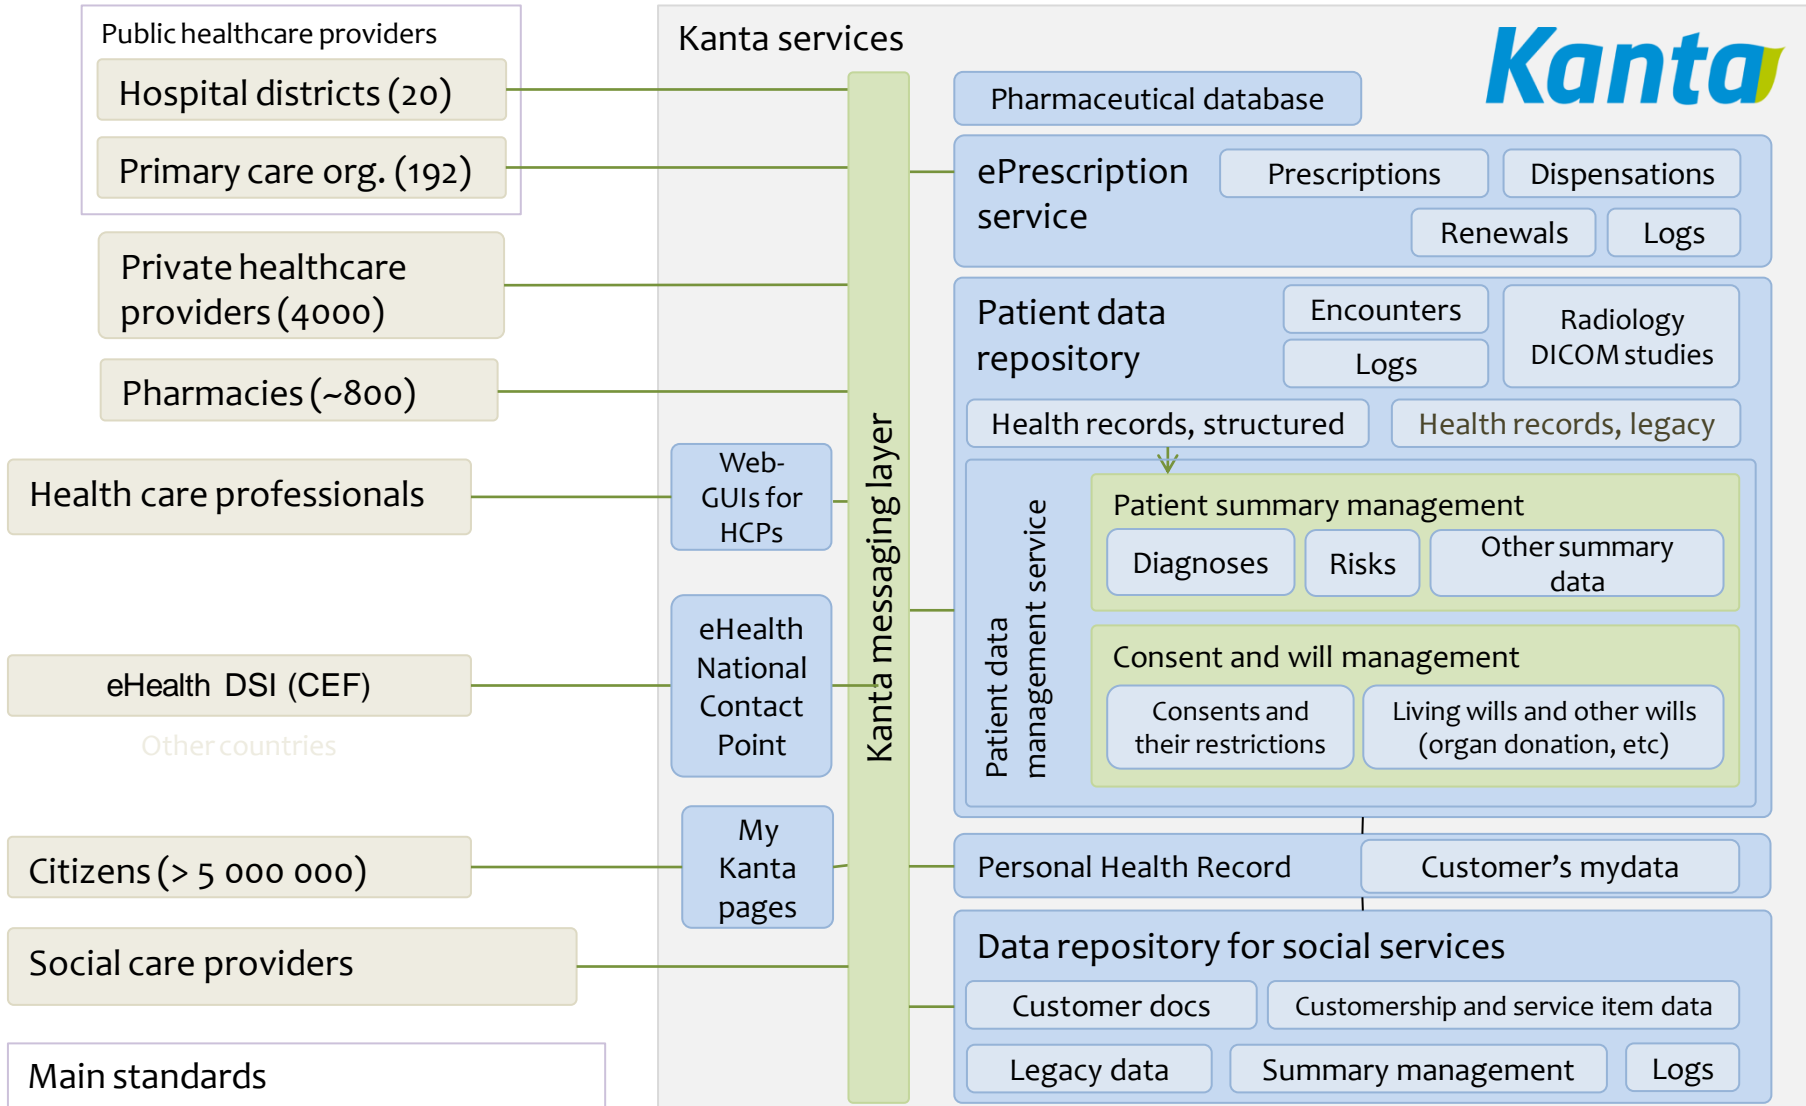 Public healthcare providers
Hospital districts (20)
Primary care org. (192)
Private healthcare
providers (4000)
Pharmacies (~800)
Health care professionals
eHealth DSI (CEF)
Other countries
Citizens (> 5 000 000)
Social care providers
Main standards
Kanta services
Web-
GUIs for
HCPs
eHealth
National
Contact
Point
My
Kanta
pages
Kanta messaging layer
Kanta
Pharmaceutical database
ePrescription
service
Prescriptions
Dispensations
Renewals
Logs
Patient data
repository
Encounters
Logs
Radiology
DICOM studies
Health records, structured
Health records, legacy
Patient data
management service
Patient summary management
Diagnoses
Risks
Other summary
data
Consent and will management
Consents and
their restrictions
Living wills and other wills
(organ donation, etc)
Personal Health Record
Customer’s mydata
Data repository for social services
Customer docs
Customership and service item data
Legacy data
Summary management
Logs